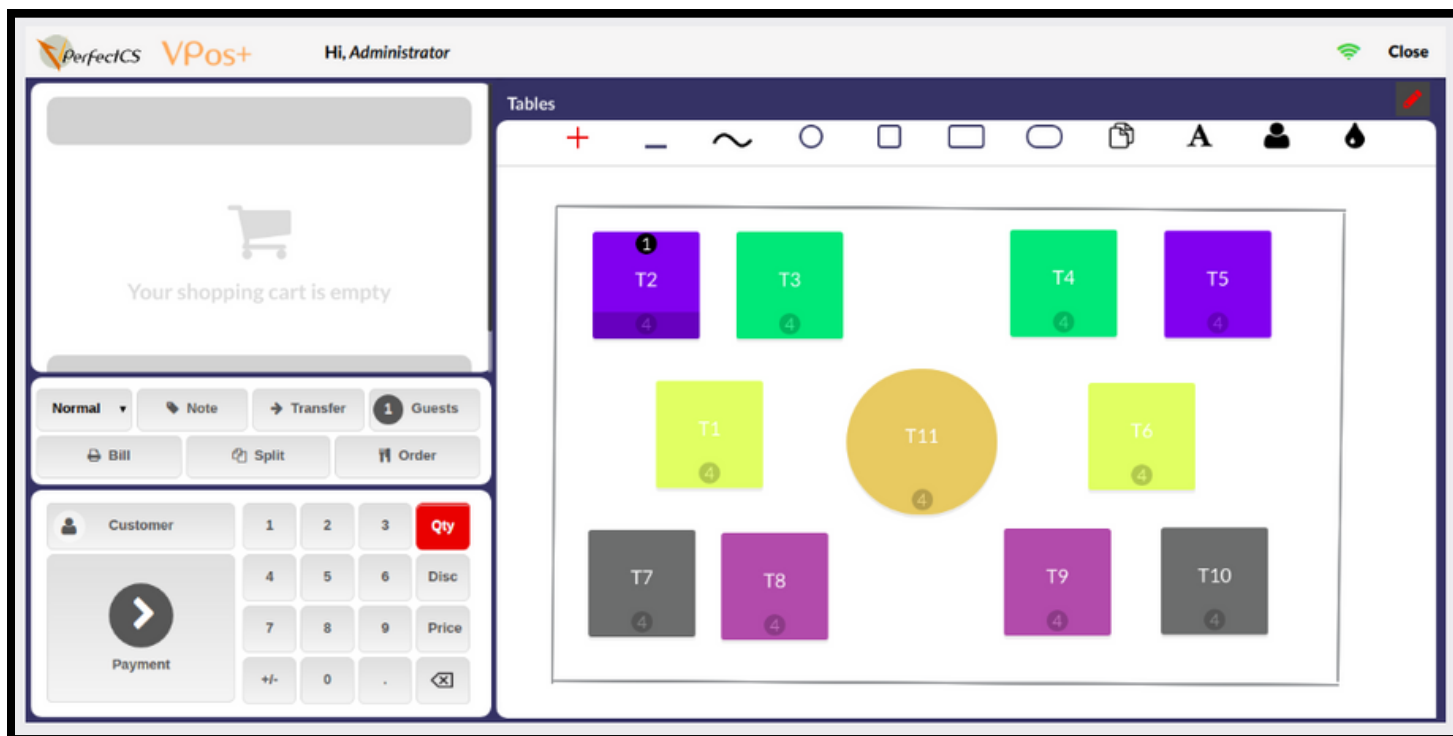 PerfectCS VPos+ Hi, Administrator Close
Tables
A
Your shopping cart is empty
1
T2
4
T3
4
T4
4
T5
4
T1
4
T11
4
T6
4
T7
4
T8
4
T9
4
T10
4
Normal Note Transfer 1 Guests
Bill Split Order
Customer 1 2 3 Qty
4 5 6 Disc
7 8 9 Price
Payment
+/- 0 .